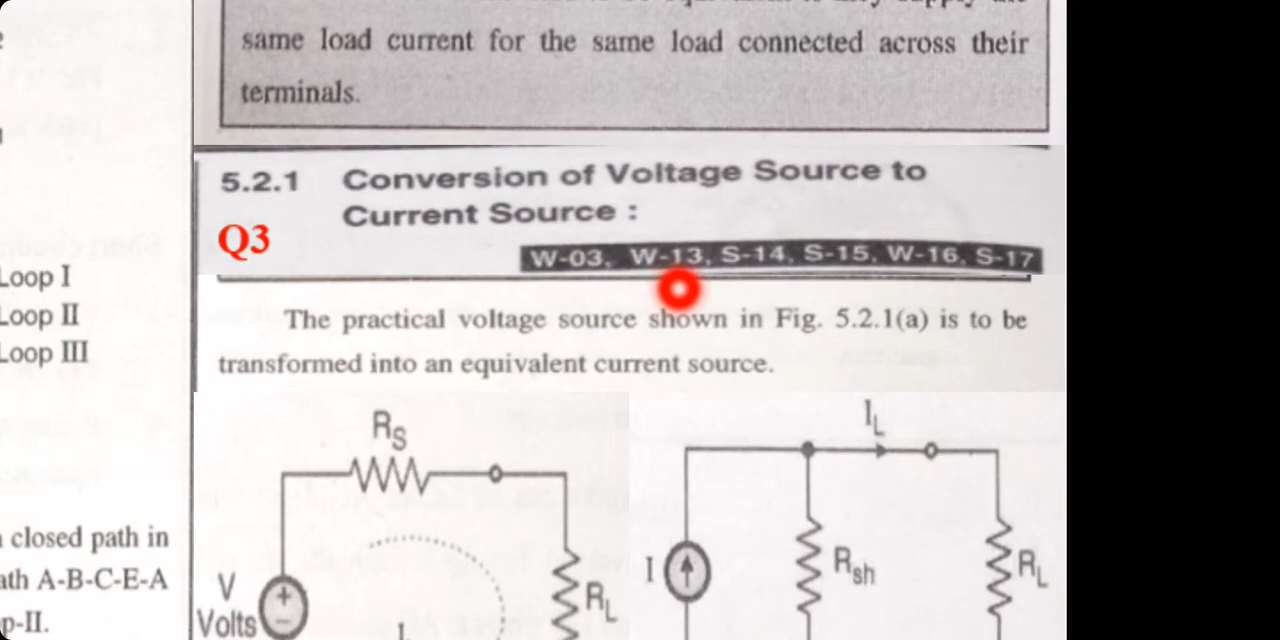 same load current for the same load connected across their
terminals.
5.2.1 Conversion of Voltage Source to
Current Source :
Q3
W-03, W-13, S-14, S-15, W-16, S-17
The practical voltage source shown in Fig. 5.2.1(a) is to be
transformed into an equivalent current source.
Loop I
Loop II
Loop III
closed path in
ath A-B-C-E-A
p-II.
RS
V
Volts
+
−
RL
I
IL
Rsh
RL